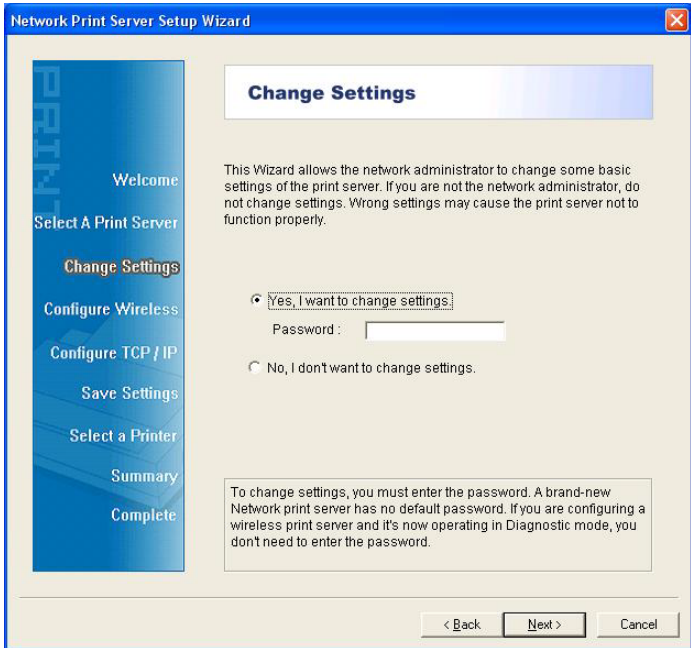 Network Print Server Setup Wizard
PRINT
Welcome
Select A Print Server
Change Settings
Configure Wireless
Configure TCP / IP
Save Settings
Select a Printer
Summary
Complete
Change Settings
This Wizard allows the network administrator to change some basic
settings of the print server. If you are not the network administrator, do
not change settings. Wrong settings may cause the print server not to
function properly.
Yes, I want to change settings.
Password :
No, I don't want to change settings.
To change settings, you must enter the password. A brand-new
Network print server has no default password. If you are configuring a
wireless print server and it's now operating in Diagnostic mode, you
don't need to enter the password.
< Back
Next >
Cancel